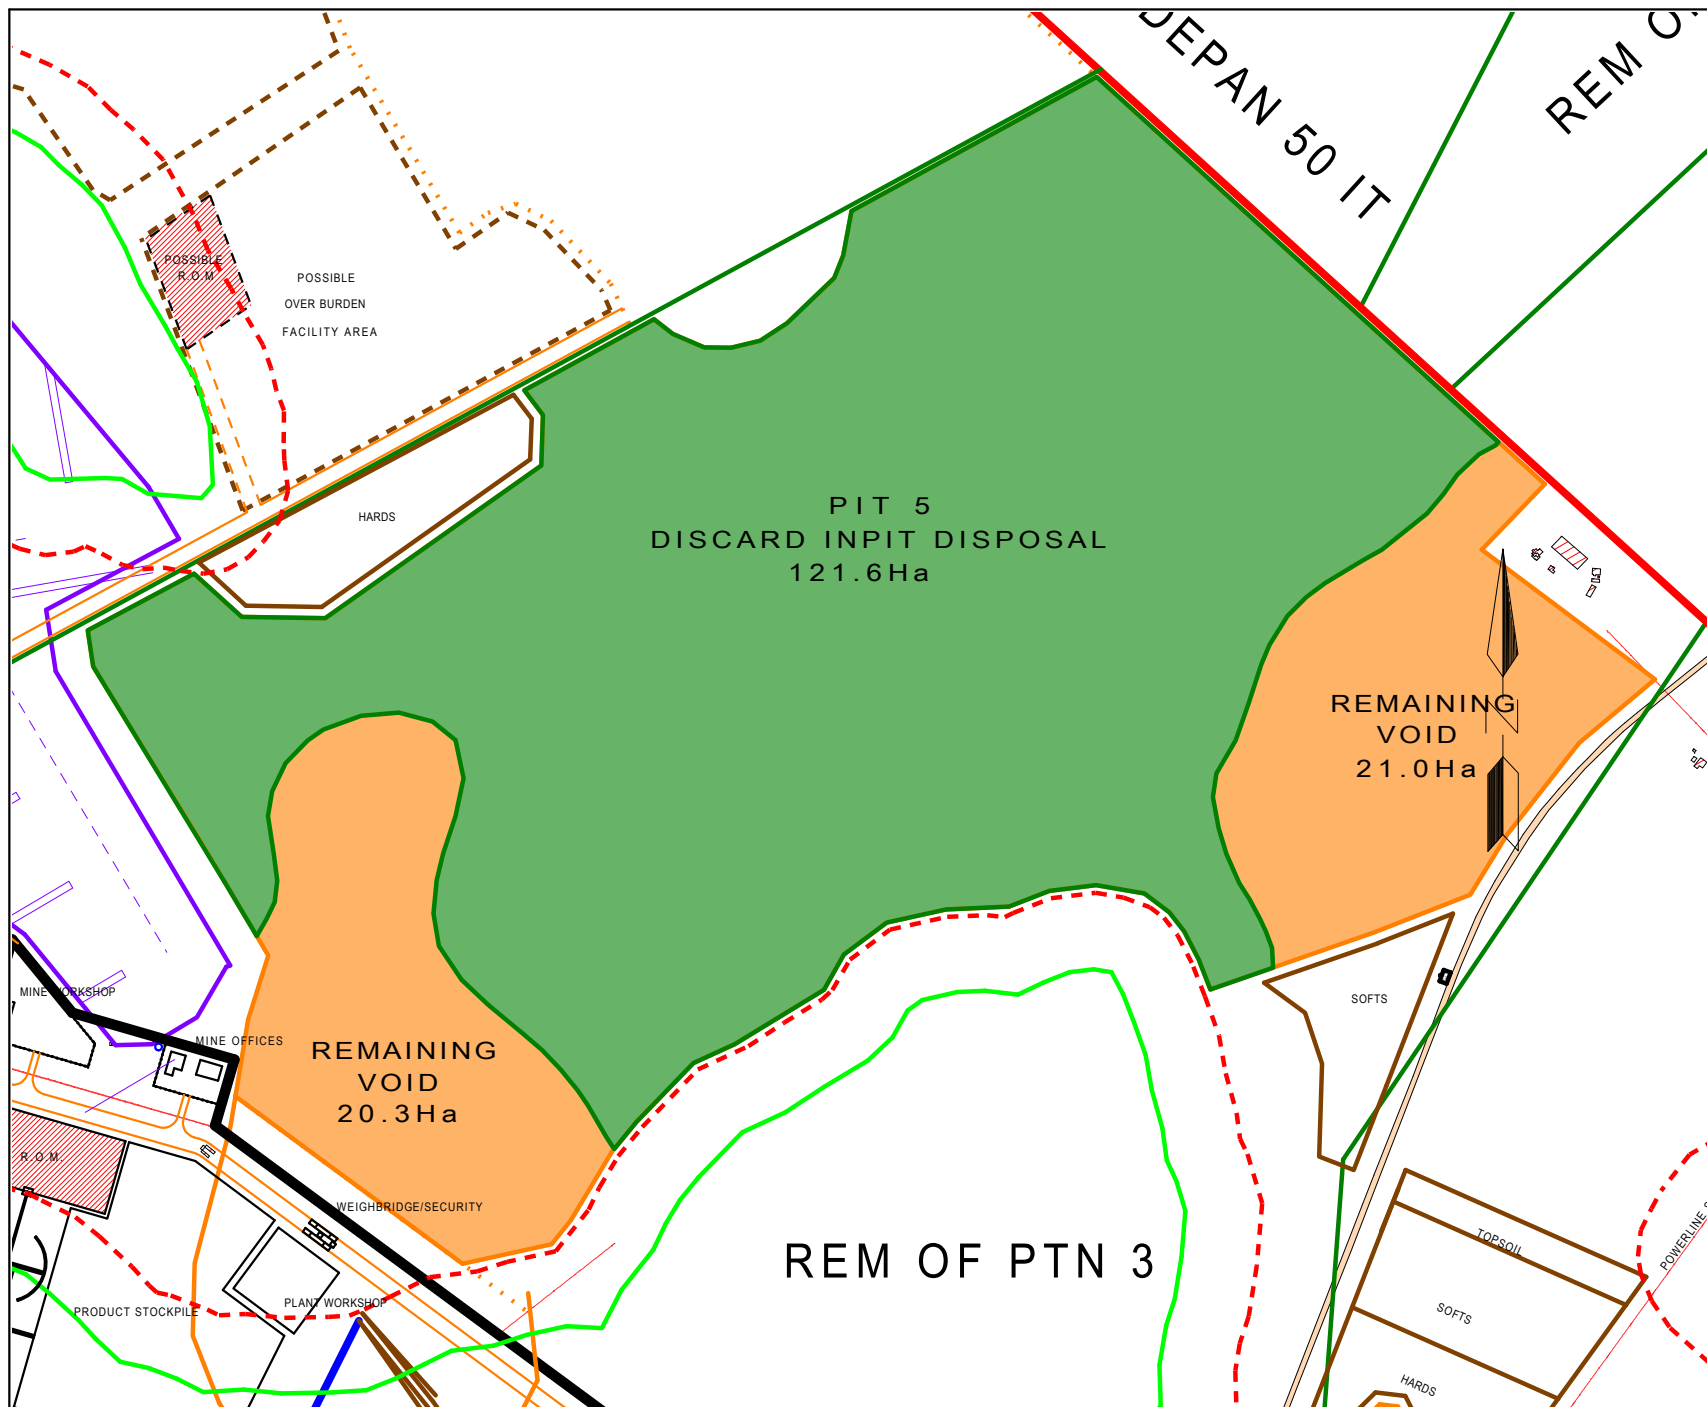 DEPAN 50 IT
REM
POSSIBLE
R.O.M
POSSIBLE
OVER BURDEN
FACILITY AREA
HARDS
PIT 5
DISCARD INPIT DISPOSAL
121.6Ha
REMAINING
VOID
21.0Ha
N
MINE WORKSHOP
MINE OFFICES
SOFTS
REMAINING
VOID
20.3Ha
R.O.M.
WEIGHBRIDGE/SECURITY
REM OF PTN 3
PRODUCT STOCKPILE
PLANT WORKSHOP
TOPSOIL
SOFTS
HARDS
POWERLINE